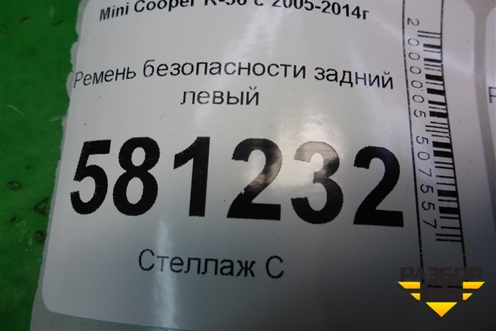 Mini Cooper R-56 с 2005-2014г
Ремень безопасности задний
левый
581232
Стеллаж С
2000005507557
РАЗБОР